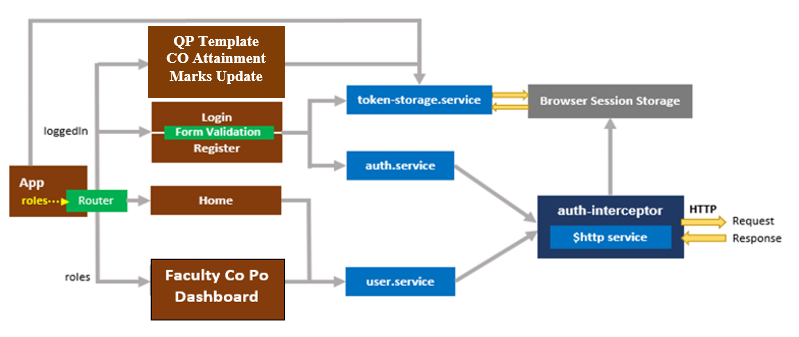 QP Template
CO Attainment
Marks Update
token-storage.service
Browser Session Storage
loggedIn
Login
Form Validation
Register
auth.service
App
roles
Router
Home
auth-interceptor
$http service
HTTP
Request
Response
roles
Faculty Co Po
Dashboard
user.service